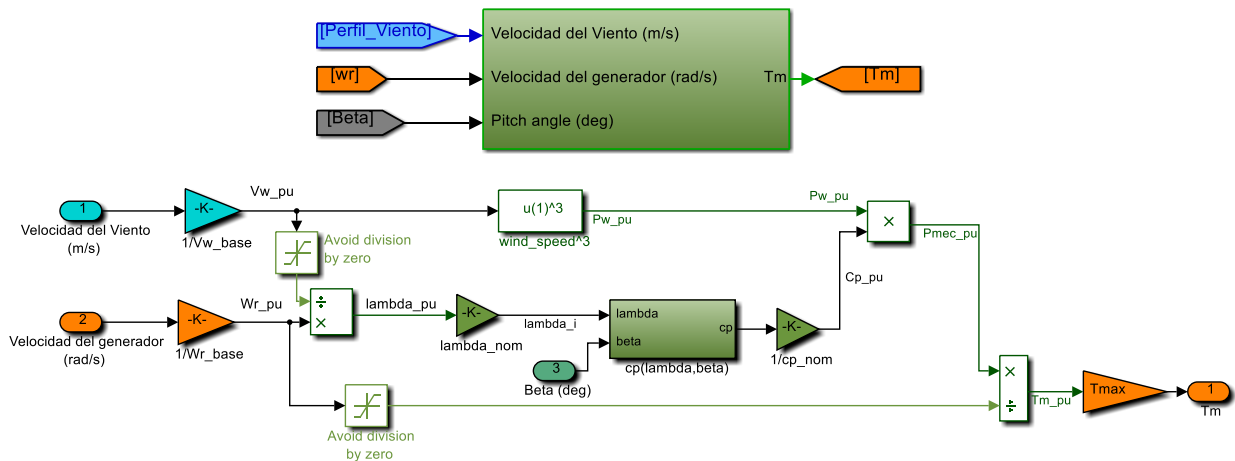 [Perfil_Viento]
Velocidad del Viento (m/s)
[wr]
Velocidad del generador (rad/s)
Tm
[Tm]
[Beta]
Pitch angle (deg)
1
Velocidad del Viento
(m/s)
-K-
1/Vw_base
Vw_pu
Avoid division
by zero
u(1)^3
wind_speed^3
Pw_pu
Pw_pu
×
Pmec_pu
2
Velocidad del generador
(rad/s)
-K-
1/Wr_base
Wr_pu
÷
×
lambda_pu
-K-
lambda_nom
lambda_i
lambda
beta
cp
cp(lambda,beta)
3
Beta (deg)
-K-
1/cp_nom
Cp_pu
Avoid division
by zero
×
÷
Tm_pu
Tmax
1
Tm